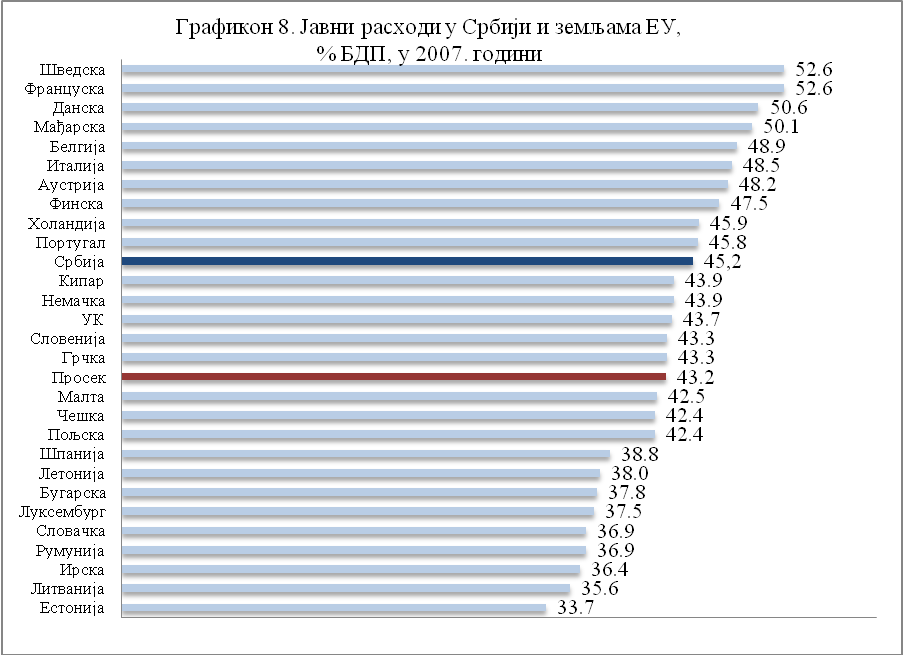 Графикон 8. Јавни расходи у Србији и земљама ЕУ,
% БДП, у 2007. години
Шведска 52.6
Француска 52.6
Данска 50.6
Мађарска 50.1
Белгија 48.9
Италија 48.5
Аустрија 48.2
Финска 47.5
Холандија 45.9
Португал 45.8
Србија 45,2
Кипар 43.9
Немачка 43.9
УК 43.7
Словенија 43.3
Грчка 43.3
Просек 43.2
Малта 42.5
Чешка 42.4
Пољска 42.4
Шпанија 38.8
Летонија 38.0
Бугарска 37.8
Луксембург 37.5
Словачка 36.9
Румунија 36.9
Ирска 36.4
Литванија 35.6
Естонија 33.7